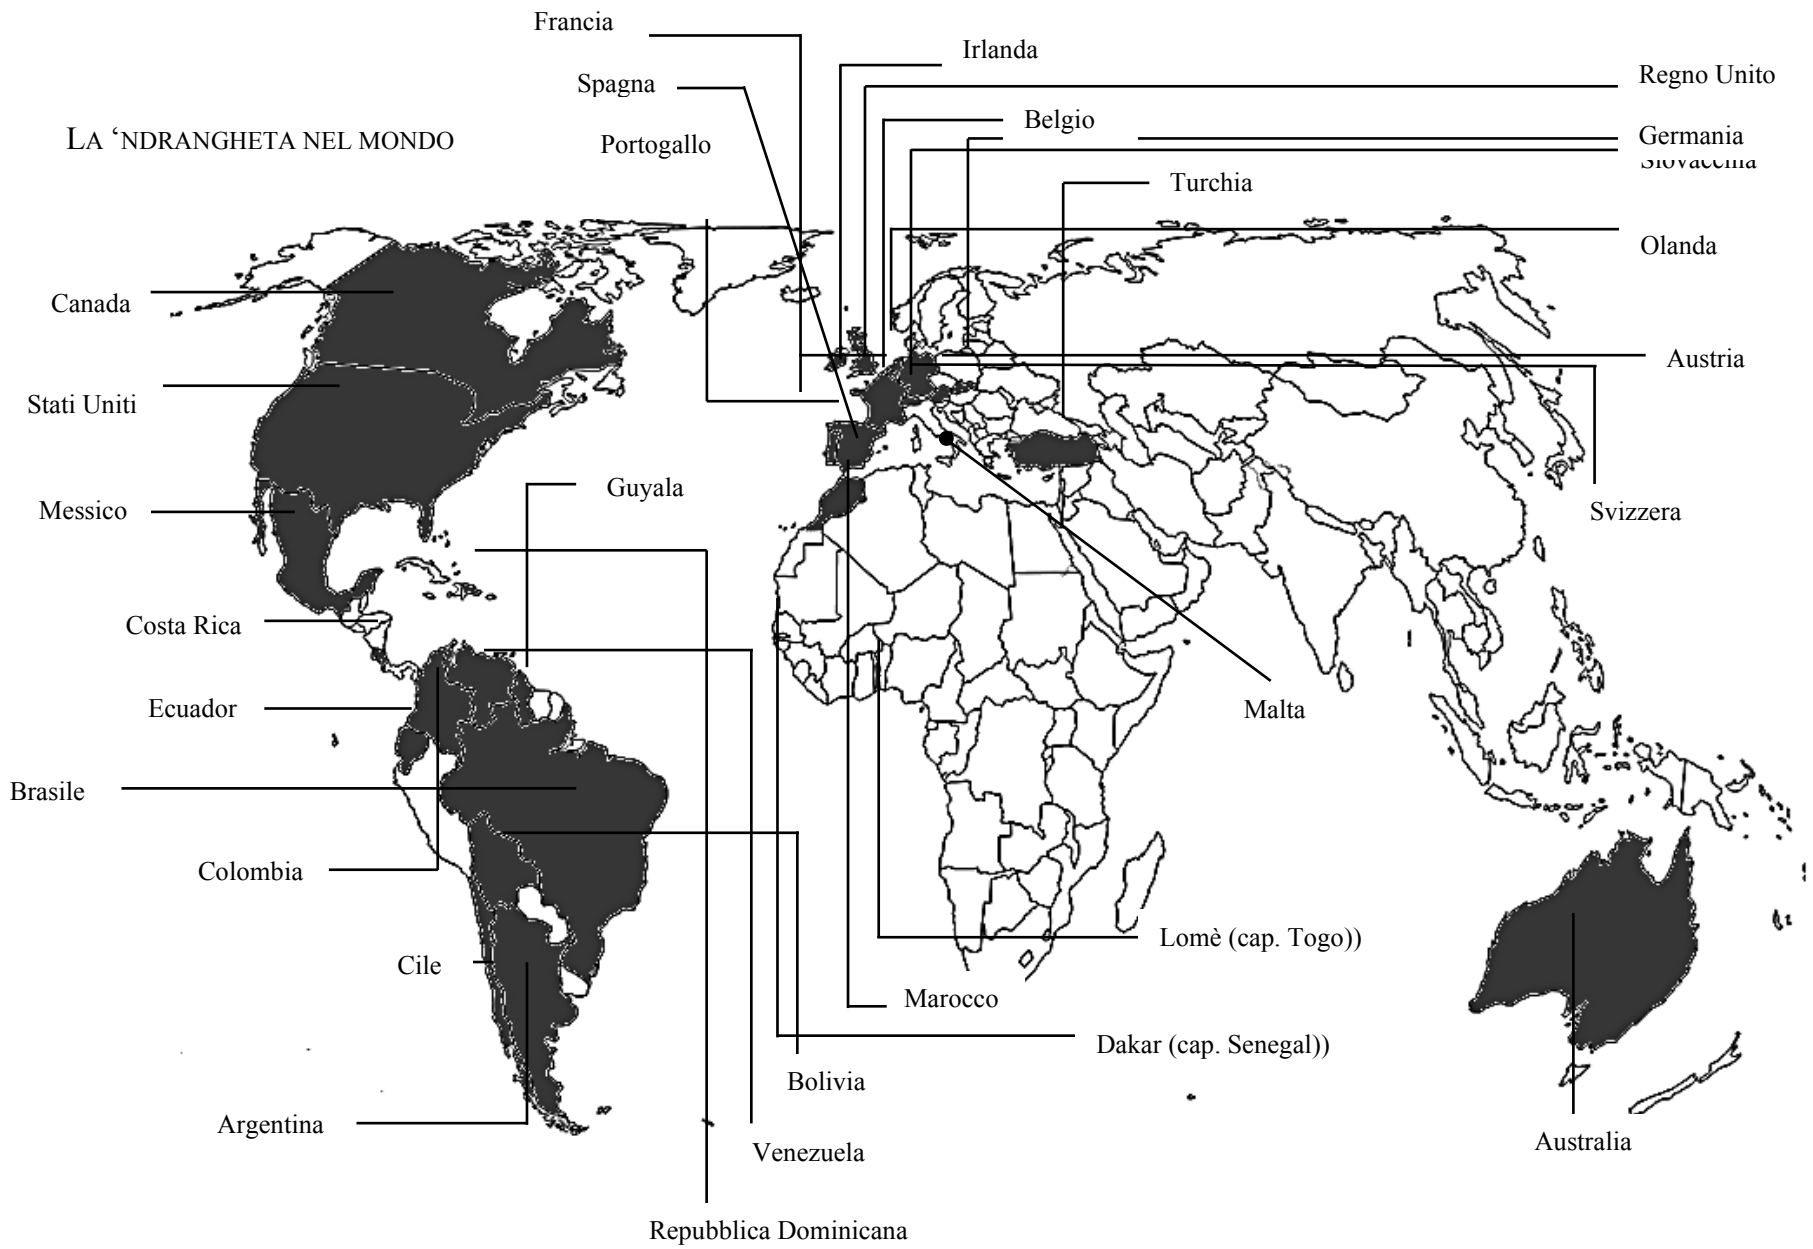 Francia
Irlanda
Regno Unito
Spagna
Belgio
LA ‘NDRANGHETA NEL MONDO
Portogallo
Germania
Slovacchia
Turchia
Olanda
Canada
Austria
Stati Uniti
Guyala
Messico
Svizzera
Costa Rica
Ecuador
Malta
Brasile
Colombia
Lomè (cap. Togo))
Cile
Marocco
Dakar (cap. Senegal))
Bolivia
Argentina
Australia
Venezuela
Repubblica Dominicana